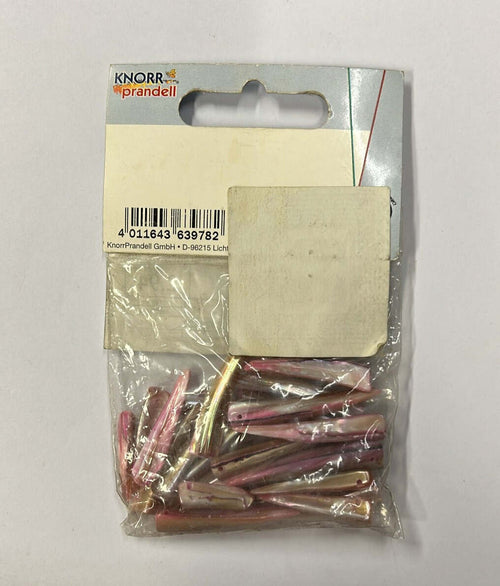 KNORR
prandell
4 011643 639782
KnorrPrandell GmbH • D-96215 Licht